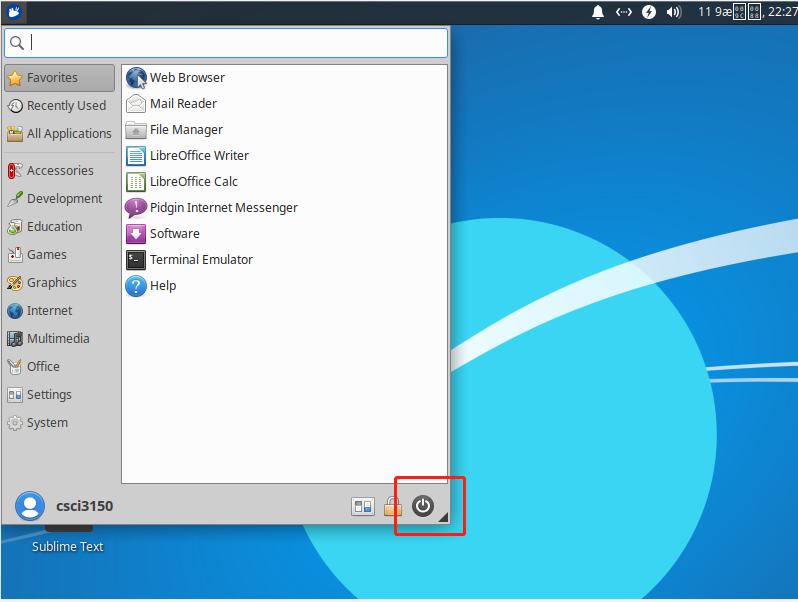 11 9æ, 22:27
Favorites
Recently Used
All Applications
Accessories
Development
Education
Games
Graphics
Internet
Multimedia
Office
Settings
System
Web Browser
Mail Reader
File Manager
LibreOffice Writer
LibreOffice Calc
Pidgin Internet Messenger
Software
Terminal Emulator
Help
csci3150
Sublime Text